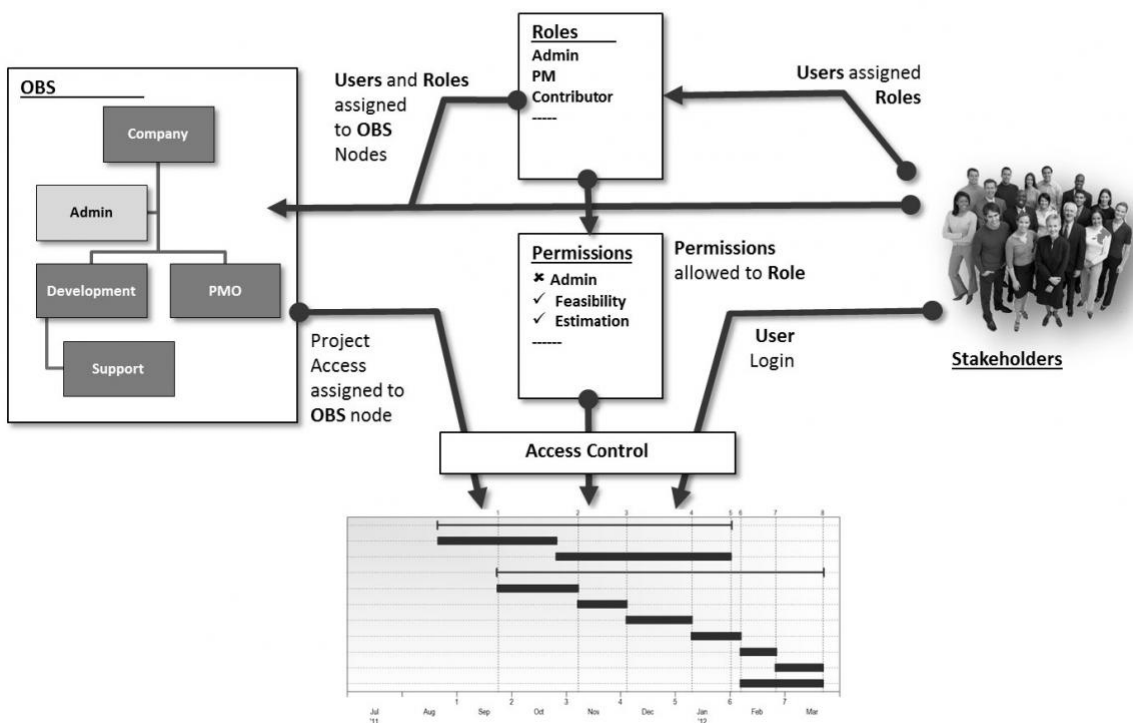 OBS
Company
Admin
Development
PMO
Support
Users and Roles
assigned
to OBS
Nodes
Roles
Admin
PM
Contributor
-----
Users assigned
Roles
Permissions
✖ Admin
✓ Feasibility
✓ Estimation
------
Permissions
allowed to Role
User
Login
Stakeholders
Project
Access
assigned to
OBS node
Access Control
1 2 3 4 5 6 7 8
1 2 3 4 5 6 7
Jul Aug Sep Oct Nov Dec Jan Feb Mar
'11 '12